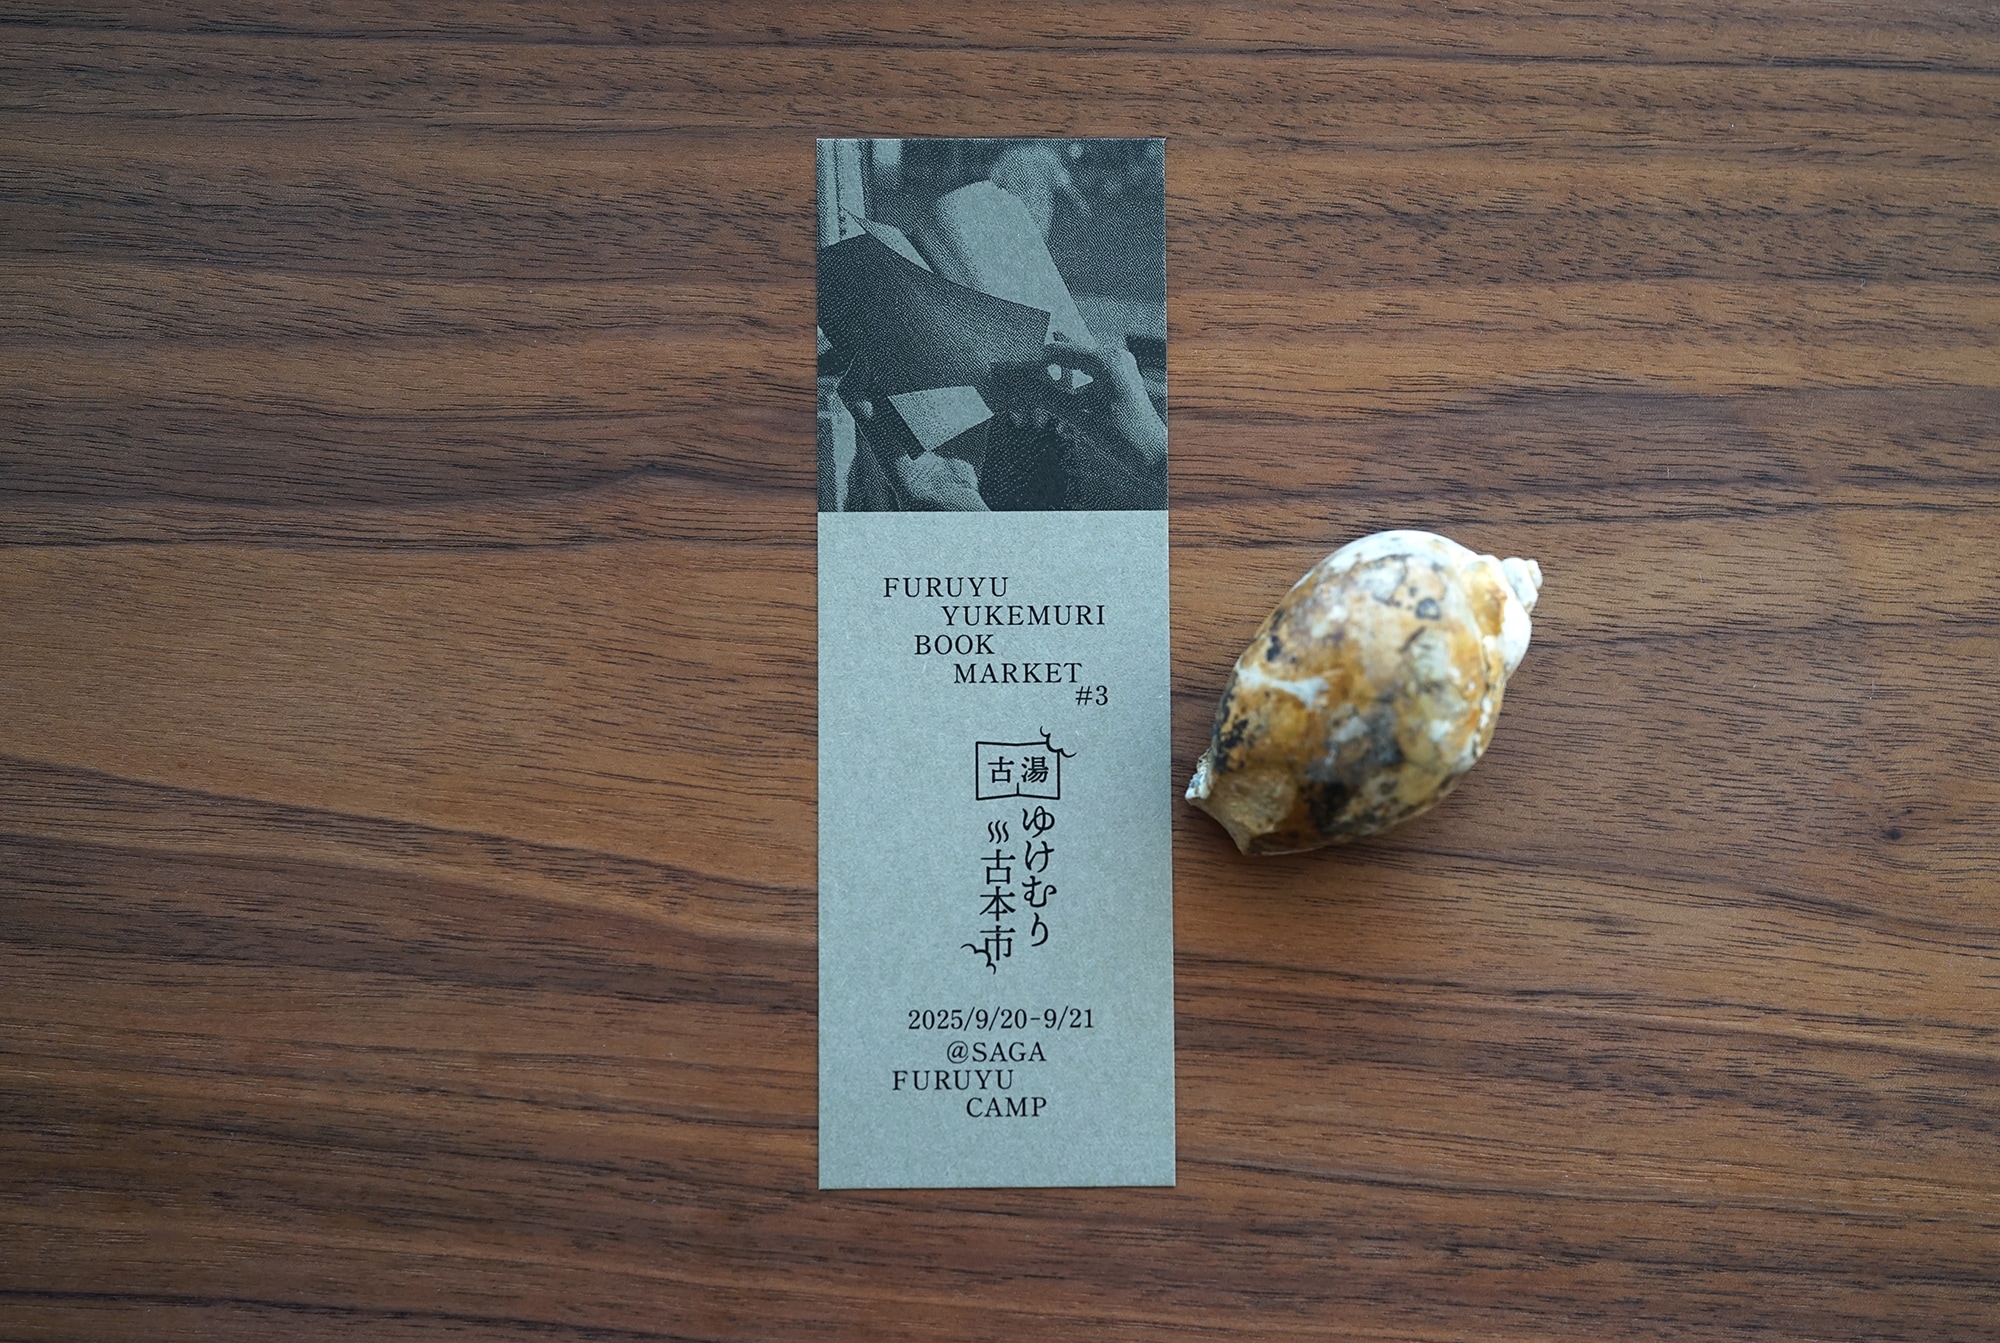 FURUYU
YUKEMURI
BOOK
MARKET
#3
古湯
ゆけむり
古本市
2025/9/20-9/21
@SAGA
FURUYU
CAMP